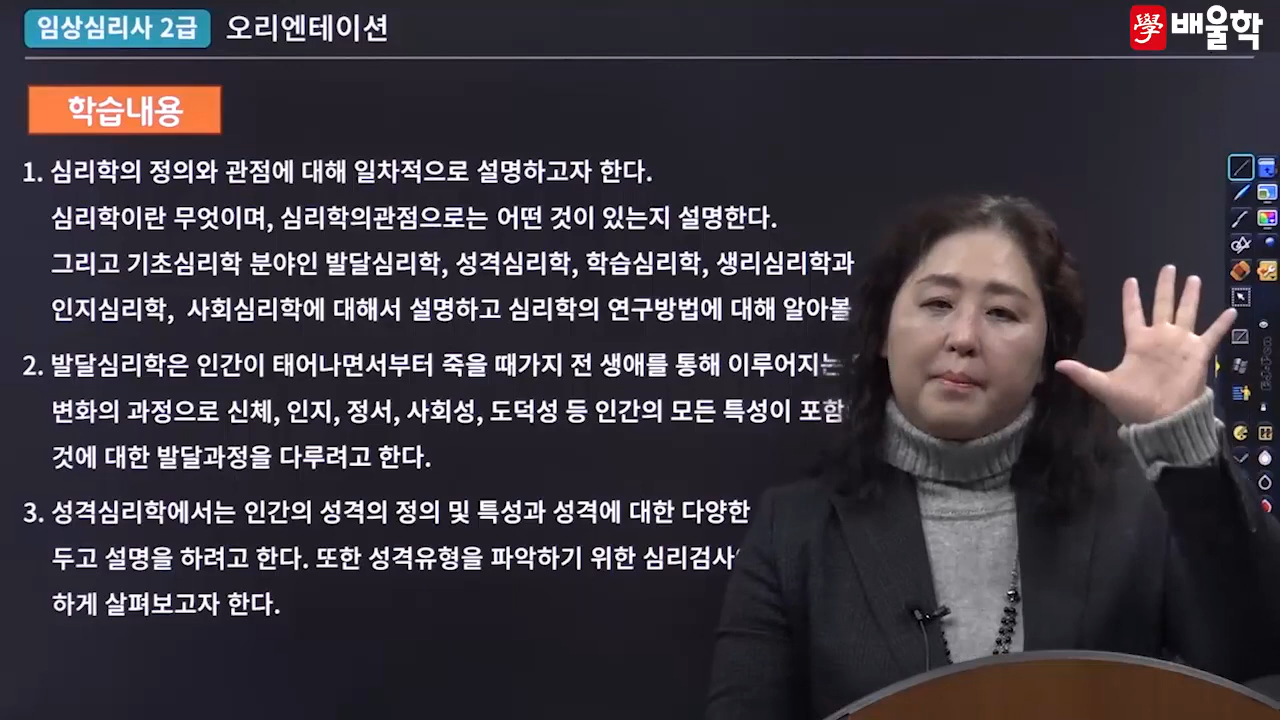 임상심리사 2급 오리엔테이션
學 배울학
학습내용
1. 심리학의 정의와 관점에 대해 일차적으로 설명하고자 한다.
심리학이란 무엇이며, 심리학의관점으로는 어떤 것이 있는지 설명한다.
그리고 기초심리학 분야인 발달심리학, 성격심리학, 학습심리학, 생리심리학과
인지심리학, 사회심리학에 대해서 설명하고 심리학의 연구방법에 대해 알아볼
2. 발달심리학은 인간이 태어나면서부터 죽을 때가지 전 생애를 통해 이루어지는
변화의 과정으로 신체, 인지, 정서, 사회성, 도덕성 등 인간의 모든 특성이 포함
것에 대한 발달과정을 다루려고 한다.
3. 성격심리학에서는 인간의 성격의 정의 및 특성과 성격에 대한 다양한
두고 설명을 하려고 한다. 또한 성격유형을 파악하기 위한 심리검사
하게 살펴보고자 한다.